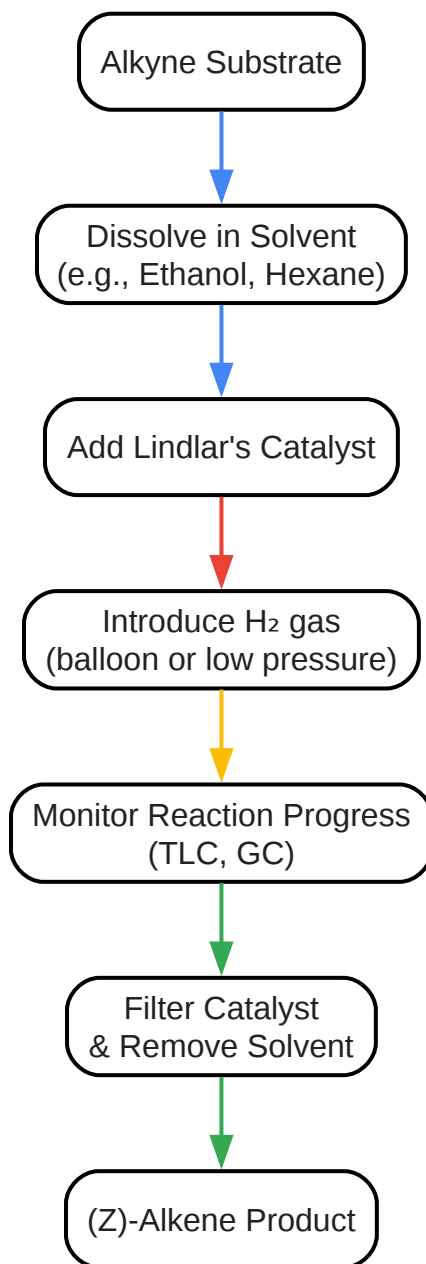 Alkyne Substrate
Dissolve in Solvent
(e.g., Ethanol, Hexane)
Add Lindlar's Catalyst
Introduce H₂ gas
(balloon or low pressure)
Monitor Reaction Progress
(TLC, GC)
Filter Catalyst
& Remove Solvent
(Z)-Alkene Product